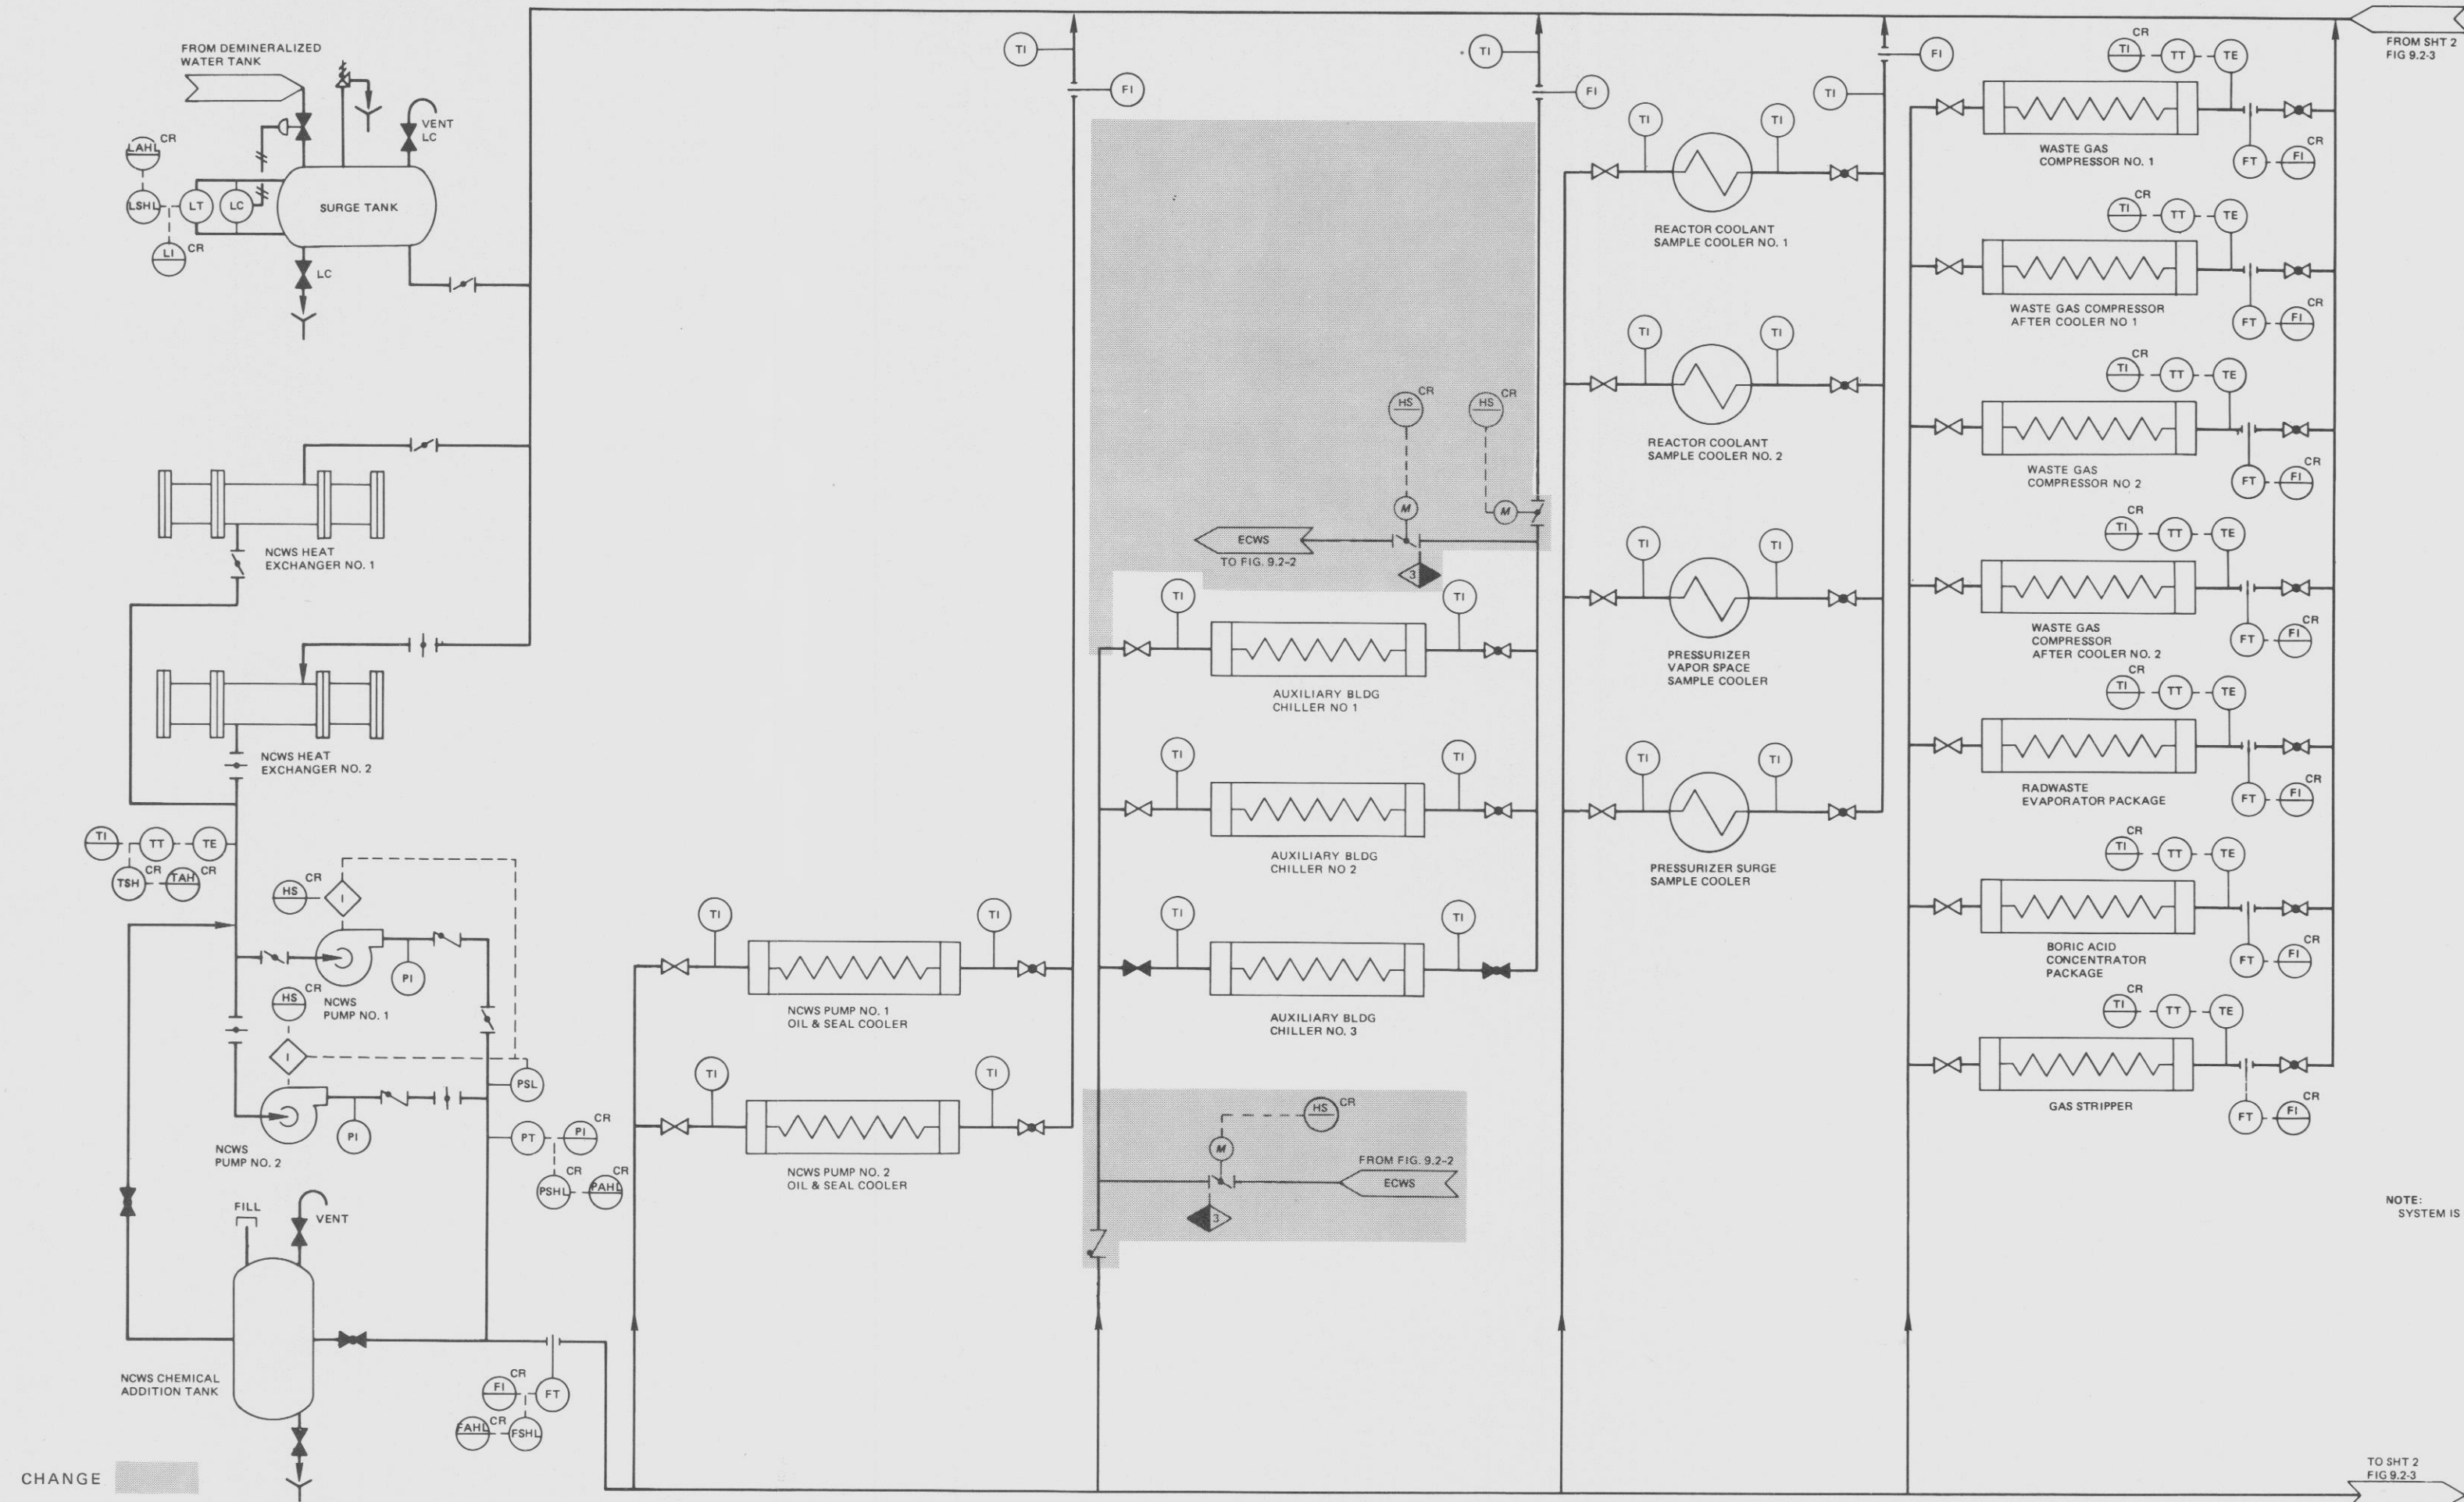 FROM DEMINERALIZED
WATER TANK
VENT
LC
LAHL
CR
LSHL
LT
LC
SURGE TANK
LI
CR
LC
NCWS HEAT
EXCHANGER NO. 1
NCWS HEAT
EXCHANGER NO. 2
TI
TT
TE
TSH
CR
TAH
CR
HS
CR
I
PI
NCWS
PUMP NO. 1
HS
CR
I
PSL
PI
NCWS
PUMP NO. 2
PT
PI
CR
PSHL
CR
PAHL
CR
FILL
VENT
NCWS CHEMICAL
ADDITION TANK
FI
CR
FT
FAHL
CR
FSHL
CHANGE
TI
FI
TI
TI
NCWS PUMP NO. 1
OIL & SEAL COOLER
TI
TI
NCWS PUMP NO. 2
OIL & SEAL COOLER
TI
FI
HS
CR
HS
CR
M
M
ECWS
TO FIG. 9.2-2
3
TI
TI
AUXILIARY BLDG
CHILLER NO 1
TI
TI
AUXILIARY BLDG
CHILLER NO 2
TI
TI
AUXILIARY BLDG
CHILLER NO. 3
HS
CR
M
FROM FIG. 9.2-2
ECWS
3
FI
TI
TI
TI
REACTOR COOLANT
SAMPLE COOLER NO. 1
TI
TI
REACTOR COOLANT
SAMPLE COOLER NO. 2
TI
TI
PRESSURIZER
VAPOR SPACE
SAMPLE COOLER
TI
TI
PRESSURIZER SURGE
SAMPLE COOLER
FROM SHT 2
FIG 9.2-3
CR
TI
TT
TE
WASTE GAS
COMPRESSOR NO. 1
FT
FI
CR
CR
TI
TT
TE
WASTE GAS COMPRESSOR
AFTER COOLER NO 1
FT
FI
CR
CR
TI
TT
TE
WASTE GAS
COMPRESSOR NO 2
FT
FI
CR
CR
TI
TT
TE
WASTE GAS
COMPRESSOR
AFTER COOLER NO. 2
FT
FI
CR
CR
TI
TT
TE
RADWASTE
EVAPORATOR PACKAGE
FT
FI
CR
CR
TI
TT
TE
BORIC ACID
CONCENTRATOR
PACKAGE
FT
FI
CR
CR
TI
TT
TE
GAS STRIPPER
FT
FI
CR
NOTE:
SYSTEM IS
TO SHT 2
FIG 9.2-3